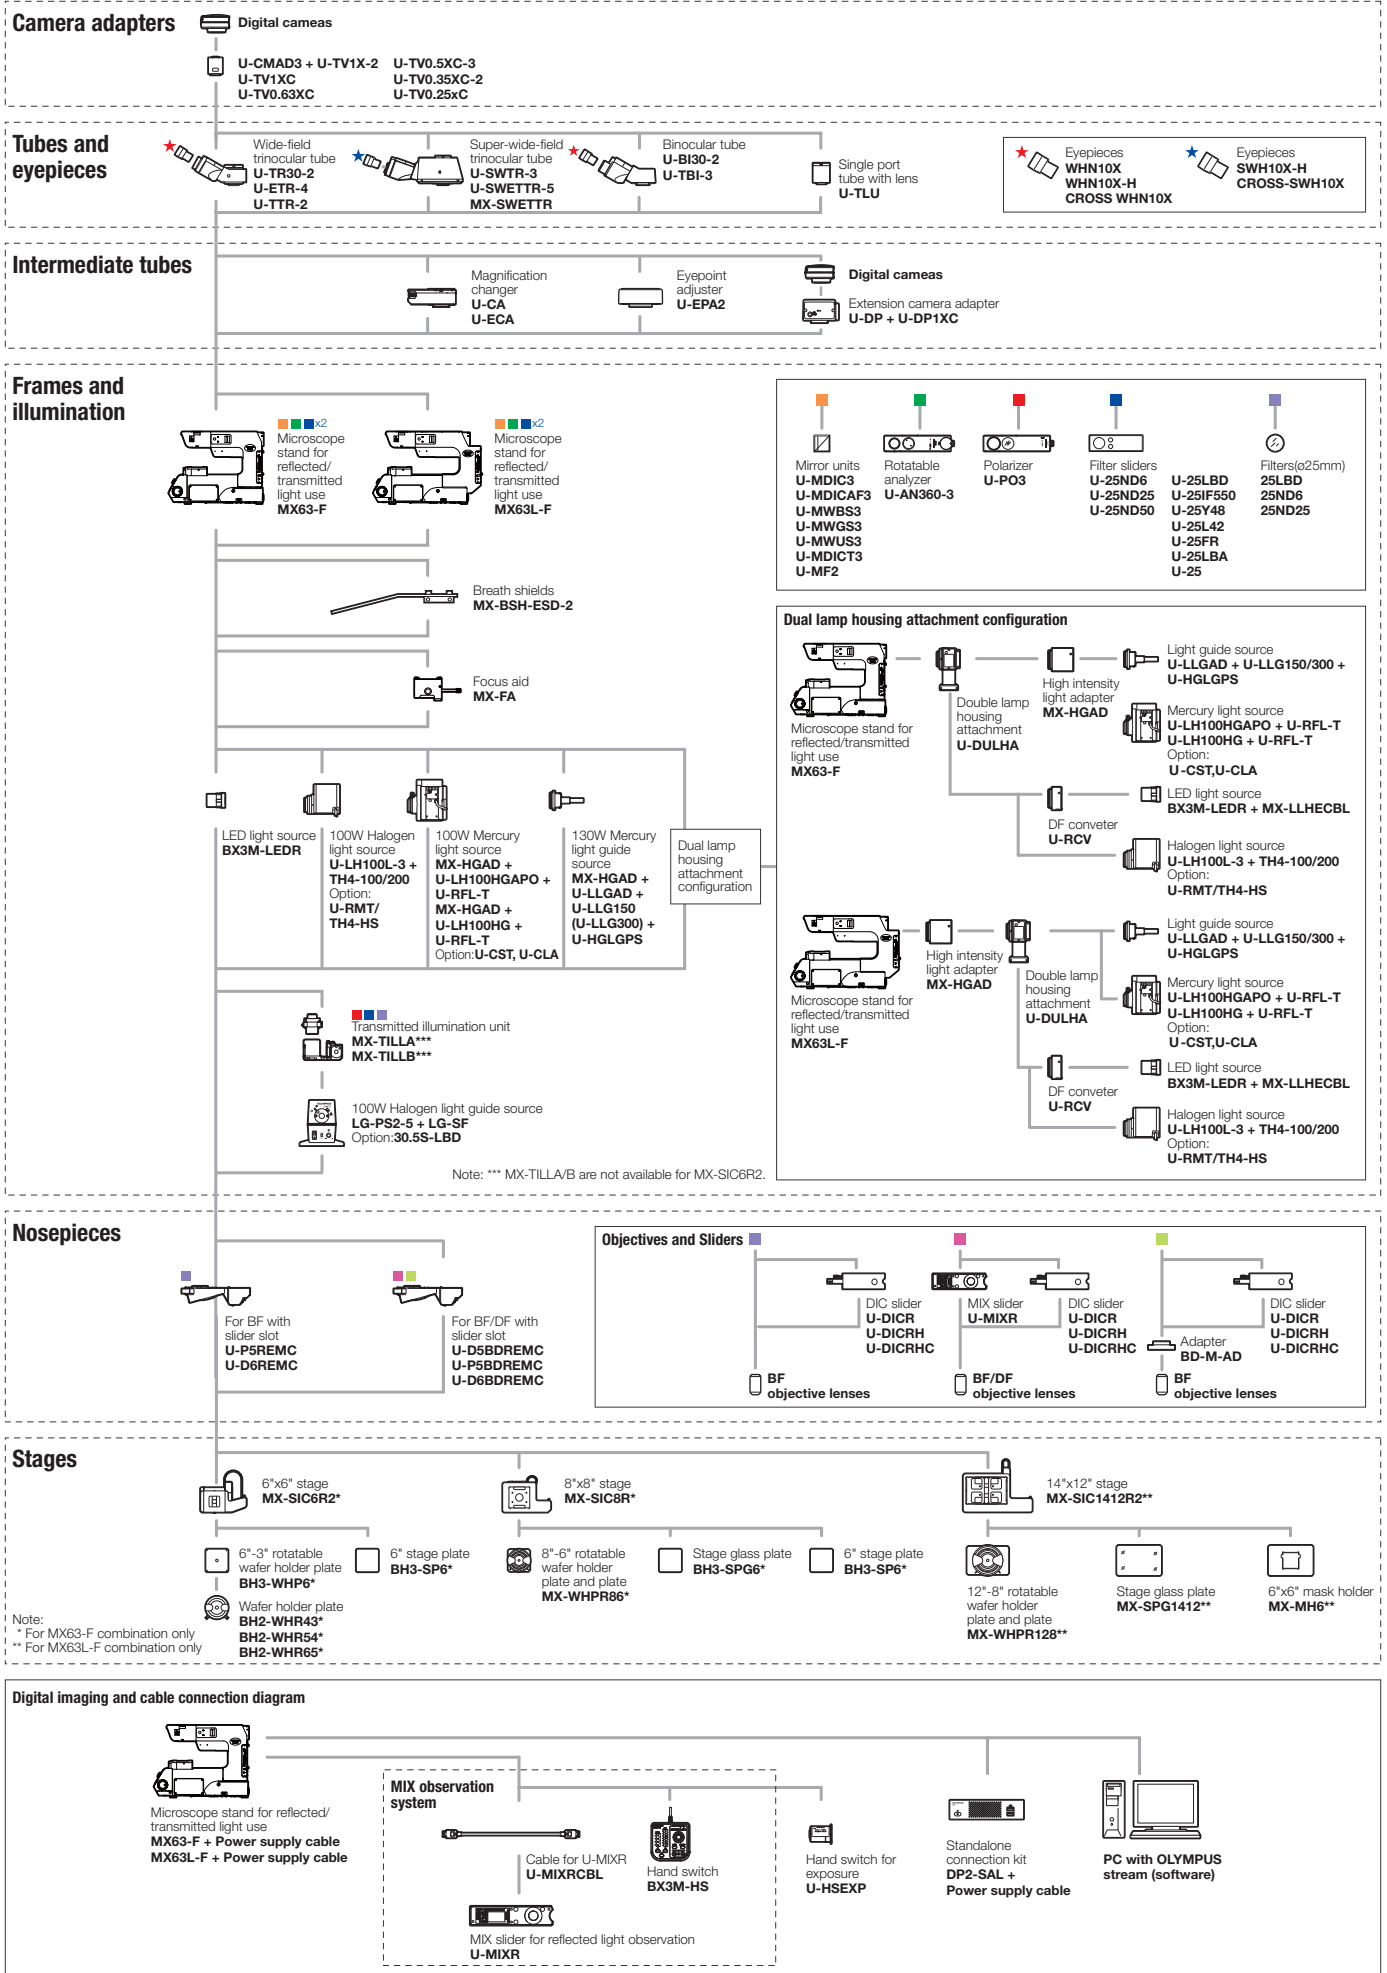 Camera adapters
Digital cameas
U-CMAD3 + U-TV1X-2
U-TV1XC
U-TV0.63XC
U-TV0.5XC-3
U-TV0.35XC-2
U-TV0.25xC
Tubes and
eyepieces
Wide-field
trinocular tube
U-TR30-2
U-ETR-4
U-TTR-2
Super-wide-field
trinocular tube
U-SWTR-3
U-SWETTR-5
MX-SWETTR
Binocular tube
U-BI30-2
U-TBI-3
Single port
tube with lens
U-TLU
Eyepieces
WHN10X
WHN10X-H
CROSS WHN10X
Eyepieces
SWH10X-H
CROSS-SWH10X
Intermediate tubes
Magnification
changer
U-CA
U-ECA
Eyepoint
adjuster
U-EPA2
Digital cameas
Extension camera adapter
U-DP + U-DP1XC
Frames and
illumination
x2
Microscope
stand for
reflected/
transmitted
light use
MX63-F
x2
Microscope
stand for
reflected/
transmitted
light use
MX63L-F
Mirror units
U-MDIC3
U-MDICAF3
U-MWBS3
U-MWGS3
U-MWUS3
U-MDICT3
U-MF2
Rotatable
analyzer
U-AN360-3
Polarizer
U-PO3
Filter sliders
U-25ND6
U-25ND25
U-25ND50
U-25LBD
U-25IF550
U-25Y48
U-25L42
U-25FR
U-25LBA
U-25
Filters(ø25mm)
25LBD
25ND6
25ND25
Breath shields
MX-BSH-ESD-2
Focus aid
MX-FA
LED light source
BX3M-LEDR
100W Halogen
light source
U-LH100L-3 +
TH4-100/200
Option:
U-RMT/
TH4-HS
100W Mercury
light source
MX-HGAD +
U-LH100HGAPO +
U-RFL-T
MX-HGAD +
U-LH100HG +
U-RFL-T
Option:U-CST, U-CLA
130W Mercury
light guide
source
MX-HGAD +
U-LLGAD +
U-LLG150
(U-LLG300) +
U-HGLGPS
Dual lamp
housing
attachment
configuration
Dual lamp housing attachment configuration
Microscope stand for
reflected/transmitted
light use
MX63-F
Double lamp
housing
attachment
U-DULHA
High intensity
light adapter
MX-HGAD
Light guide source
U-LLGAD + U-LLG150/300 +
U-HGLGPS
Mercury light source
U-LH100HGAPO + U-RFL-T
U-LH100HG + U-RFL-T
Option:
U-CST,U-CLA
DF conveter
U-RCV
LED light source
BX3M-LEDR + MX-LLHECBL
Halogen light source
U-LH100L-3 + TH4-100/200
Option:
U-RMT/TH4-HS
Microscope stand for
reflected/transmitted
light use
MX63L-F
High intensity
light adapter
MX-HGAD
Double lamp
housing
attachment
U-DULHA
Light guide source
U-LLGAD + U-LLG150/300 +
U-HGLGPS
Mercury light source
U-LH100HGAPO + U-RFL-T
U-LH100HG + U-RFL-T
Option:
U-CST,U-CLA
DF conveter
U-RCV
LED light source
BX3M-LEDR + MX-LLHECBL
Halogen light source
U-LH100L-3 + TH4-100/200
Option:
U-RMT/TH4-HS
Transmitted illumination unit
MX-TILLA***
MX-TILLB***
100W Halogen light guide source
LG-PS2-5 + LG-SF
Option:30.5S-LBD
Note: *** MX-TILLA/B are not available for MX-SIC6R2.
Nosepieces
For BF with
slider slot
U-P5REMC
U-D6REMC
For BF/DF with
slider slot
U-D5BDREMC
U-P5BDREMC
U-D6BDREMC
Objectives and Sliders
DIC slider
U-DICR
U-DICRH
U-DICRHC
BF
objective lenses
MIX slider
U-MIXR
DIC slider
U-DICR
U-DICRH
U-DICRHC
BF/DF
objective lenses
DIC slider
U-DICR
U-DICRH
U-DICRHC
Adapter
BD-M-AD
BF
objective lenses
Stages
6"x6" stage
MX-SIC6R2*
8"x8" stage
MX-SIC8R*
14"x12" stage
MX-SIC1412R2**
6"-3" rotatable
wafer holder
plate
BH3-WHP6*
6" stage plate
BH3-SP6*
8"-6" rotatable
wafer holder
plate and plate
MX-WHPR86*
Stage glass plate
BH3-SPG6*
6" stage plate
BH3-SP6*
12"-8" rotatable
wafer holder
plate and plate
MX-WHPR128**
Stage glass plate
MX-SPG1412**
6"x6" mask holder
MX-MH6**
Wafer holder plate
BH2-WHR43*
BH2-WHR54*
BH2-WHR65*
Note:
* For MX63-F combination only
** For MX63L-F combination only
Digital imaging and cable connection diagram
Microscope stand for reflected/
transmitted light use
MX63-F + Power supply cable
MX63L-F + Power supply cable
MIX observation
system
Cable for U-MIXR
U-MIXRCBL
Hand switch
BX3M-HS
MIX slider for reflected light observation
U-MIXR
Hand switch for
exposure
U-HSEXP
Standalone
connection kit
DP2-SAL +
Power supply cable
PC with OLYMPUS
stream (software)